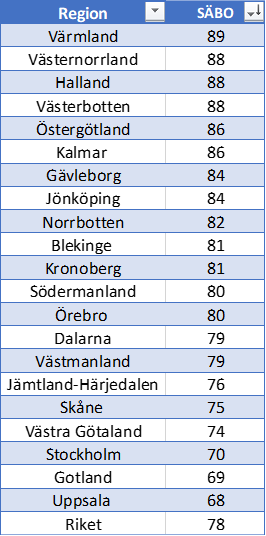 Region SÄBO
Värmland 89
Västernorrland 88
Halland 88
Västerbotten 88
Östergötland 86
Kalmar 86
Gävleborg 84
Jönköping 84
Norrbotten 82
Blekinge 81
Kronoberg 81
Södermanland 80
Örebro 80
Dalarna 79
Västmanland 79
Jämtland-Härjedalen 76
Skåne 75
Västra Götaland 74
Stockholm 70
Gotland 69
Uppsala 68
Riket 78